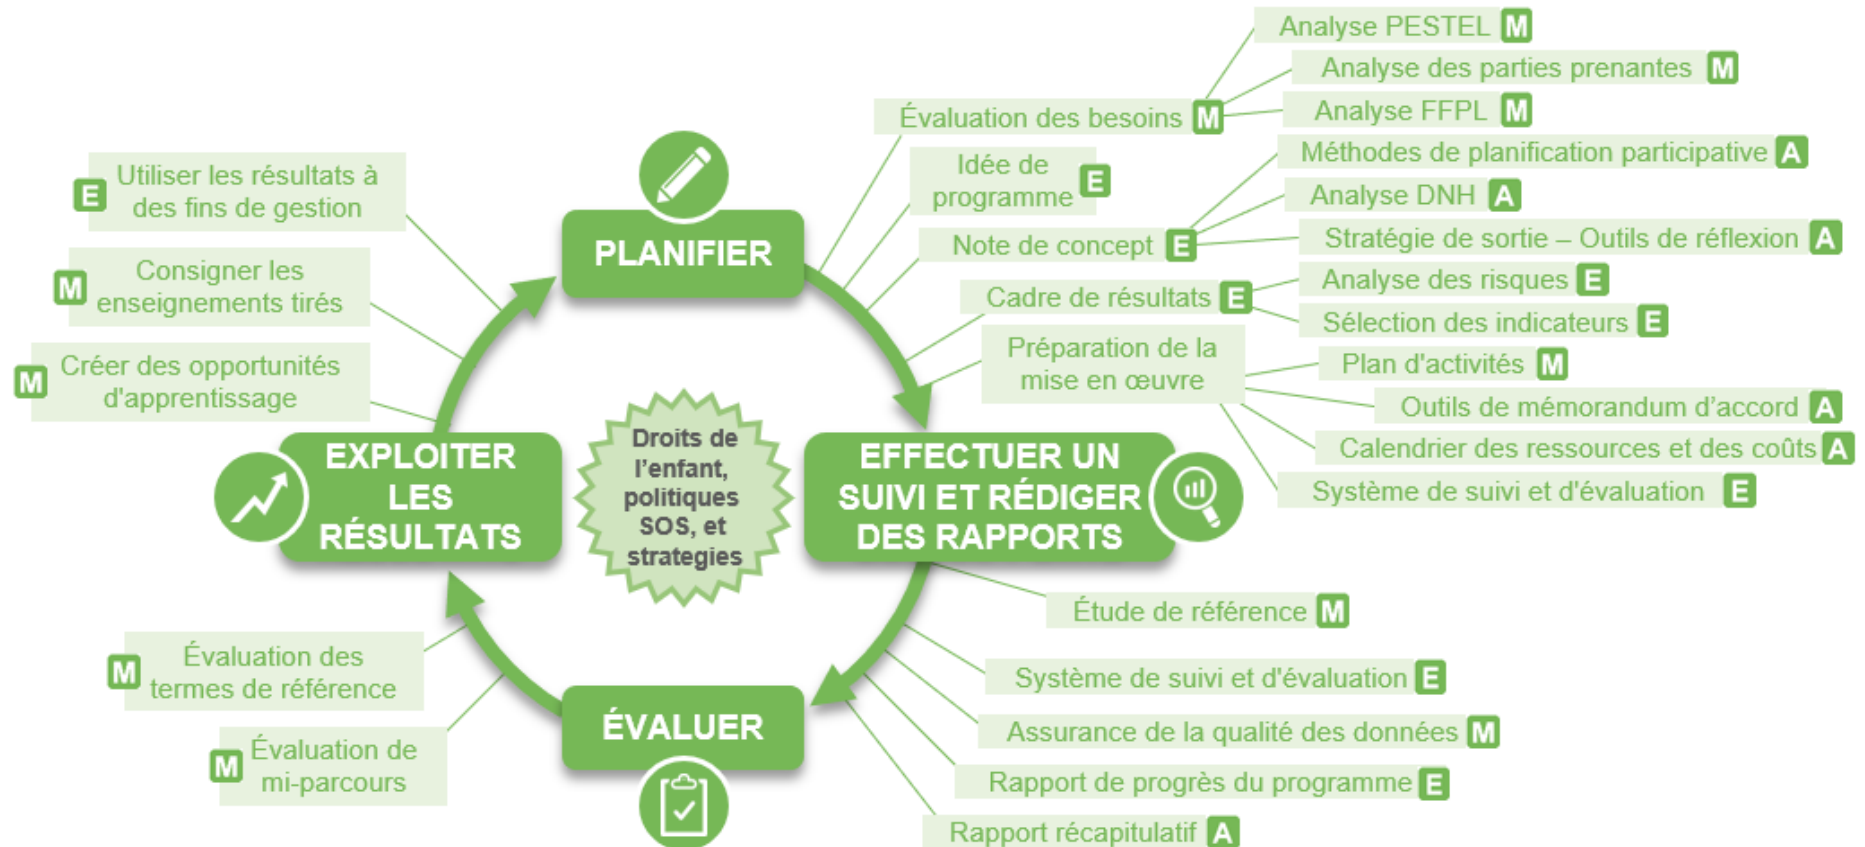 Analyse PESTEL M
Analyse des parties prenantes M
Analyse FFPL M
Évaluation des besoins M
Méthodes de planification participative A
Analyse DNH A
Stratégie de sortie – Outils de réflexion A
Idée de
programme E
Note de concept E
Cadre de résultats E
Analyse des risques E
Sélection des indicateurs E
Préparation de la
mise en œuvre
Plan d'activités M
Outils de mémorandum d’accord A
Calendrier des ressources et des coûts A
Système de suivi et d'évaluation E
PLANIFIER
E Utiliser les résultats à
des fins de gestion
M Consigner les
enseignements tirés
M Créer des opportunités
d'apprentissage
EXPLOITER
LES
RÉSULTATS
Droits de
l’enfant,
politiques
SOS, et
strategies
EFFECTUER UN
SUIVI ET RÉDIGER
DES RAPPORTS
Étude de référence M
Système de suivi et d'évaluation E
Assurance de la qualité des données M
Rapport de progrès du programme E
Rapport récapitulatif A
ÉVALUER
M Évaluation des
termes de référence
M Évaluation de
mi-parcours